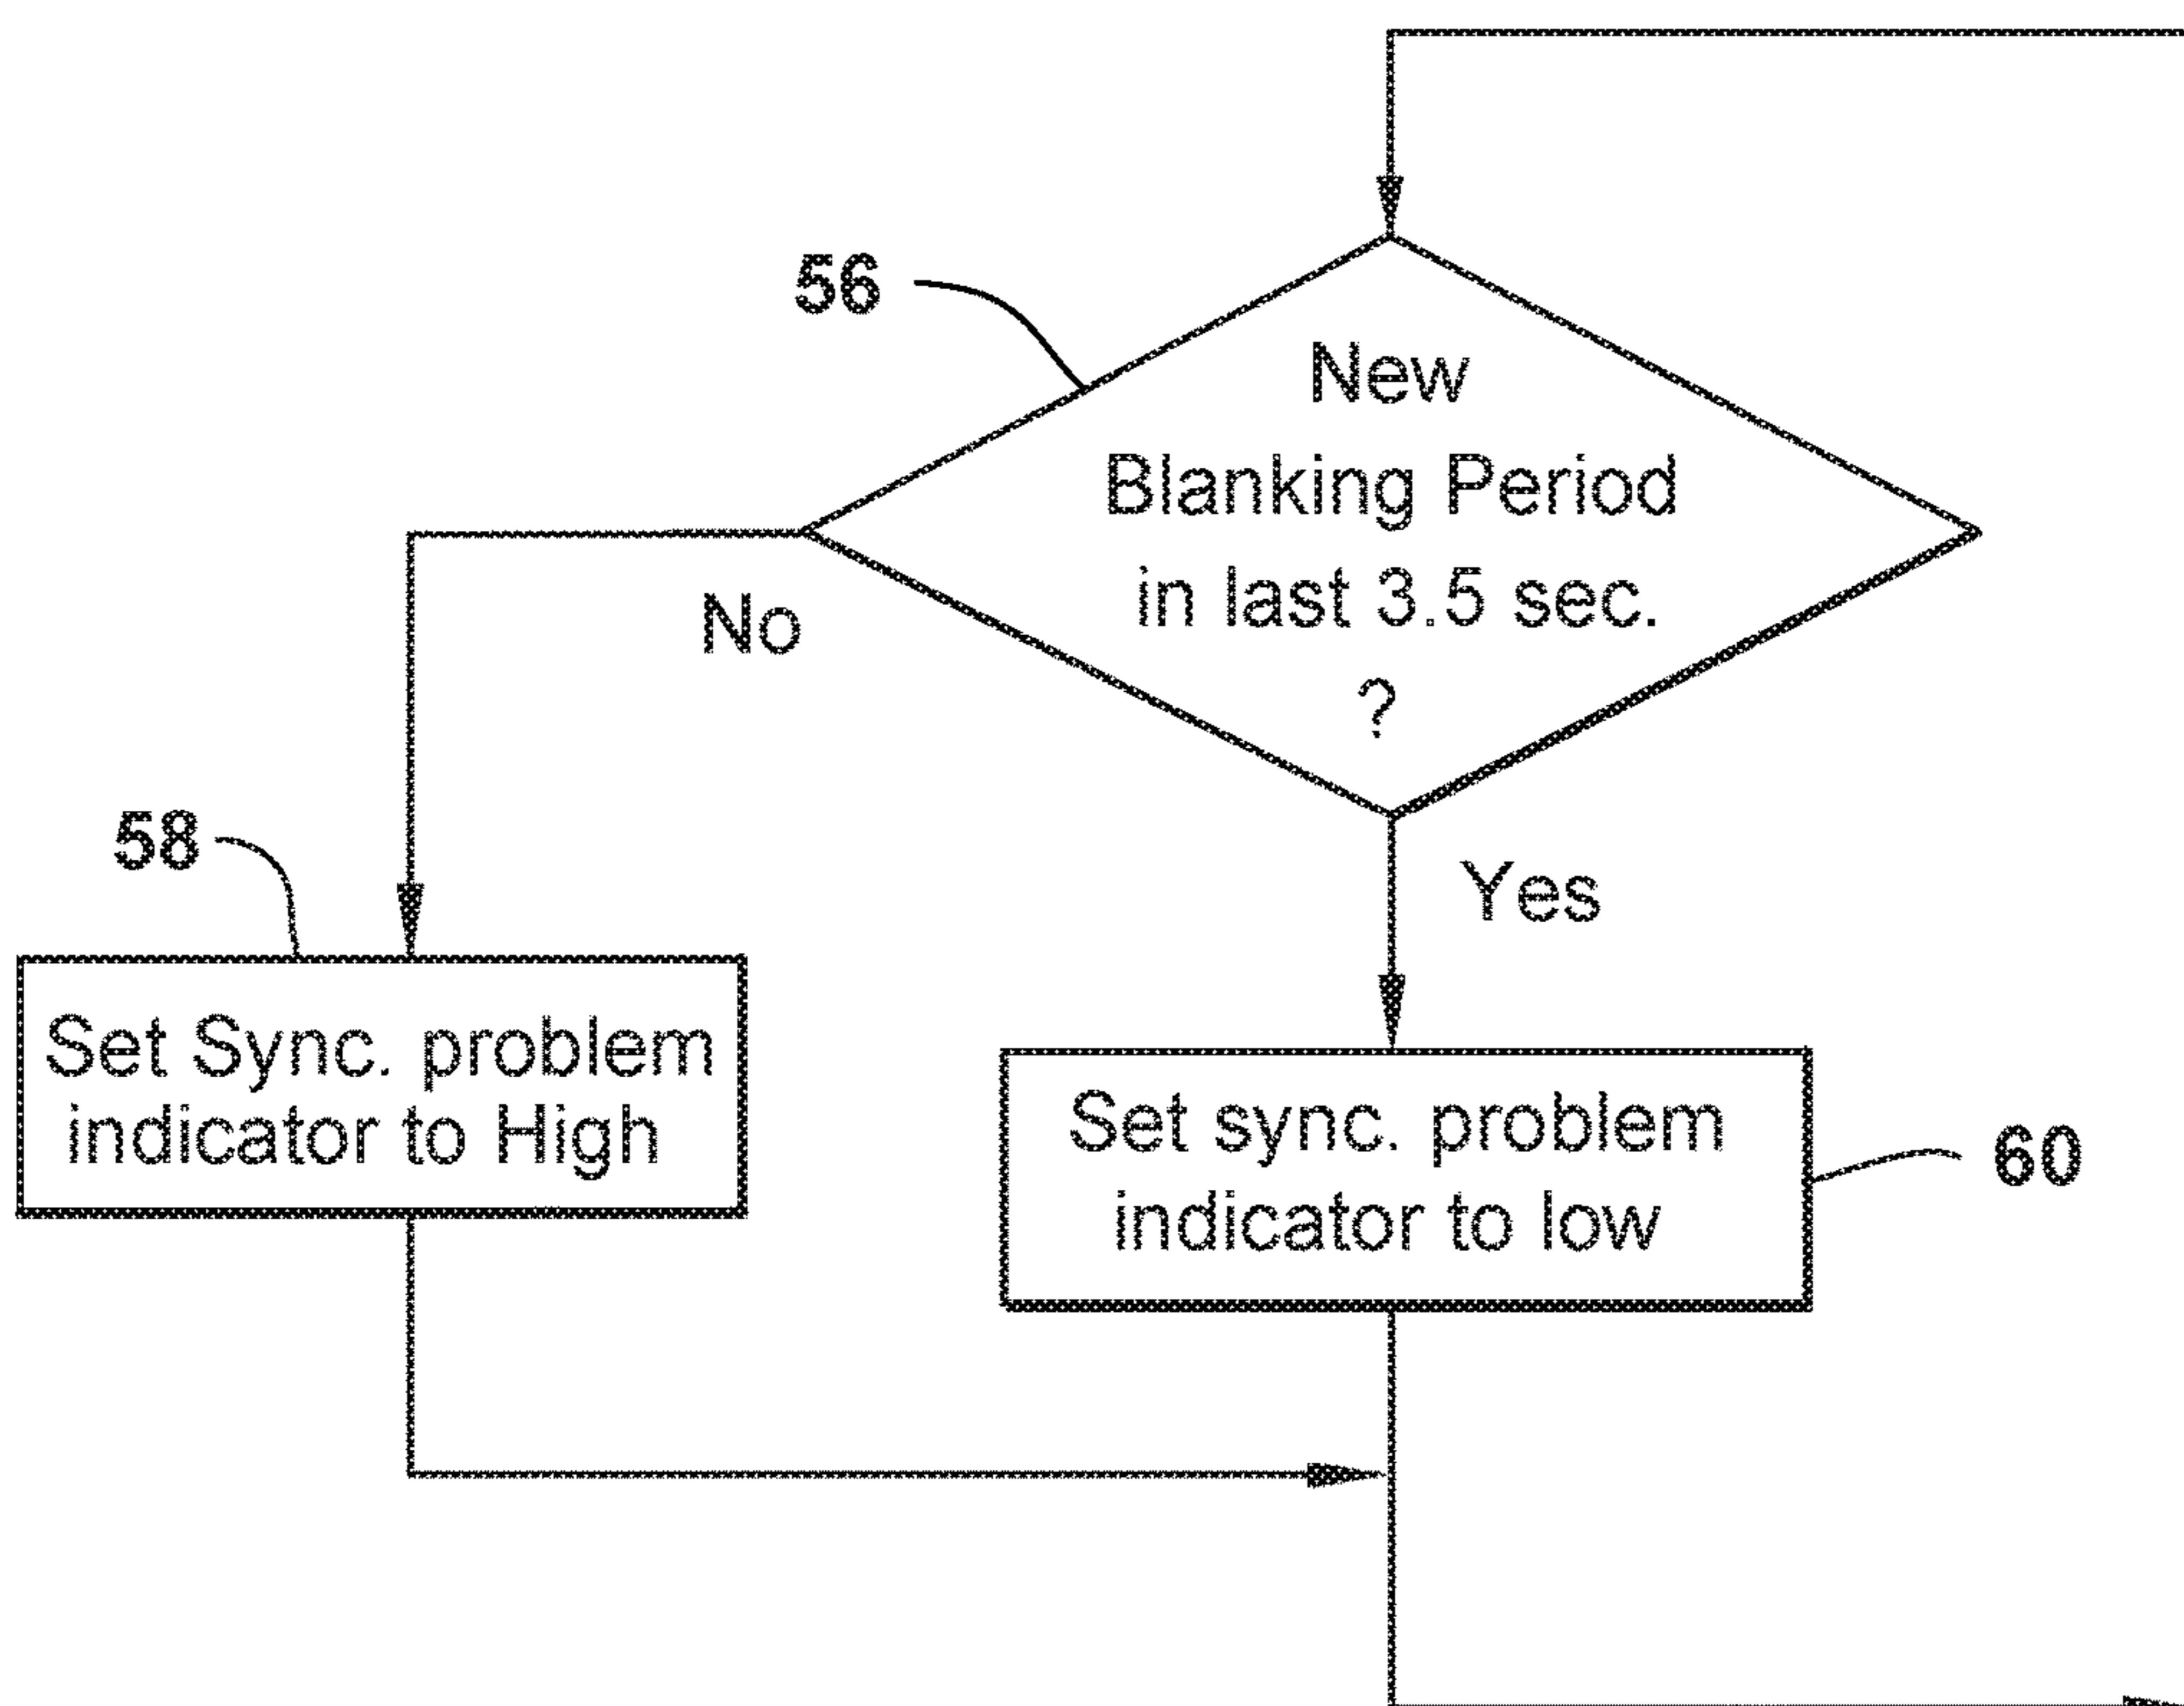 56
New
Blanking Period
in last 3.5 sec.
?
No
Yes
58
Set Sync. problem
indicator to High
Set sync. problem
indicator to low
60